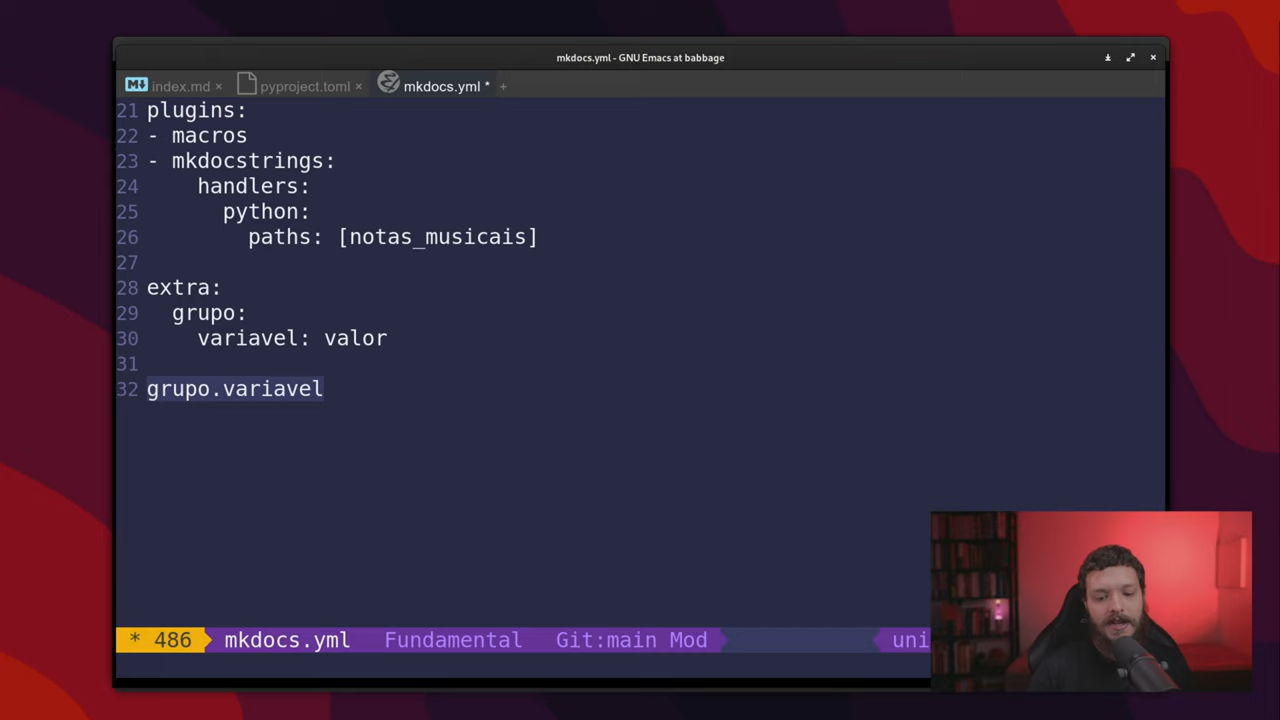 mkdocs.yml - GNU Emacs at babbage
index.md × pyproject.toml × mkdocs.yml * +
21 plugins:
22 - macros
23 - mkdocstrings:
24 handlers:
25 python:
26 paths: [notas_musicais]
27
28 extra:
29 grupo:
30 variavel: valor
31
32 grupo.variavel
* 486 mkdocs.yml Fundamental Git:main Mod uni